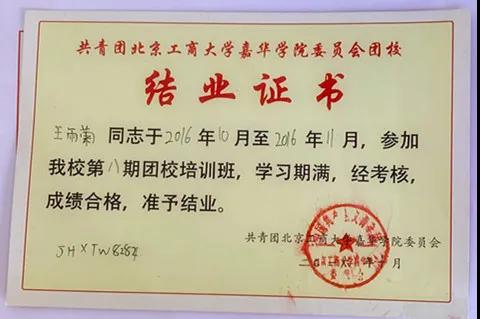 共青团北京工商大学嘉华学院委员会团校
结业证书
王雨菊 同志于2016年10月至2016年11月，参加
我校第八期团校培训班，学习期满，经考核，
成绩合格，准予结业。
共青团北京工商大学嘉华学院委员会
JHXTW8284